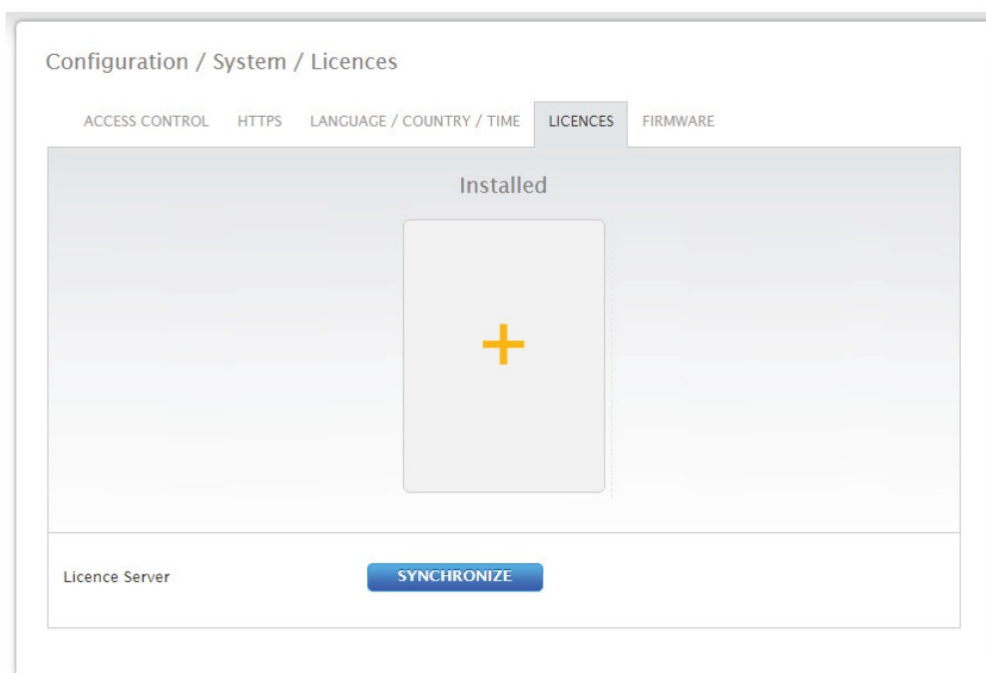 Configuration / System / Licences
ACCESS CONTROL HTTPS LANGUAGE / COUNTRY / TIME LICENCES FIRMWARE
Installed
Licence Server SYNCHRONIZE